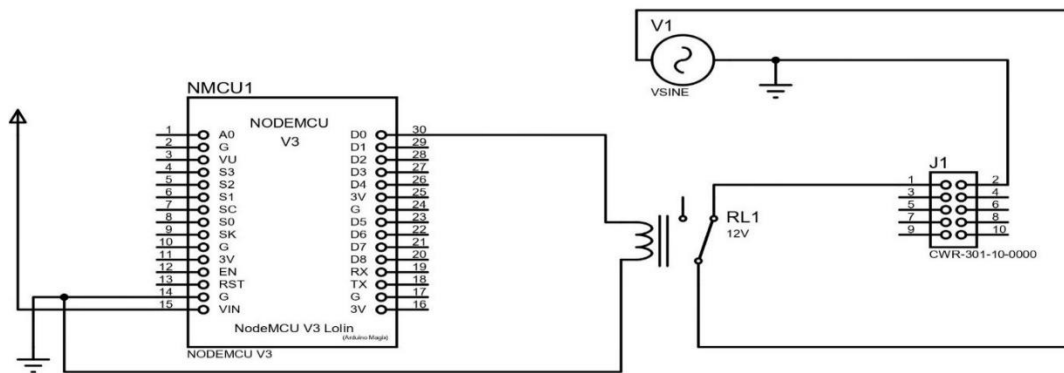 V1
VSINE
NMCU1
NODEMCU
V3
1 A0 D0 30
2 G D1 29
3 VU D2 28
4 S3 D3 27
5 S2 D4 26
6 S1 3V 25
7 SC G 24
8 S0 D5 23
9 SK D6 22
10 G D7 21
11 3V D8 20
12 EN RX 19
13 RST TX 18
14 G G 17
15 VIN 3V 16
NodeMCU V3 Lolin
(Arduino Magix)
NODEMCU V3
RL1
12V
J1
1 2
3 4
5 6
7 8
9 10
CWR-301-10-0000